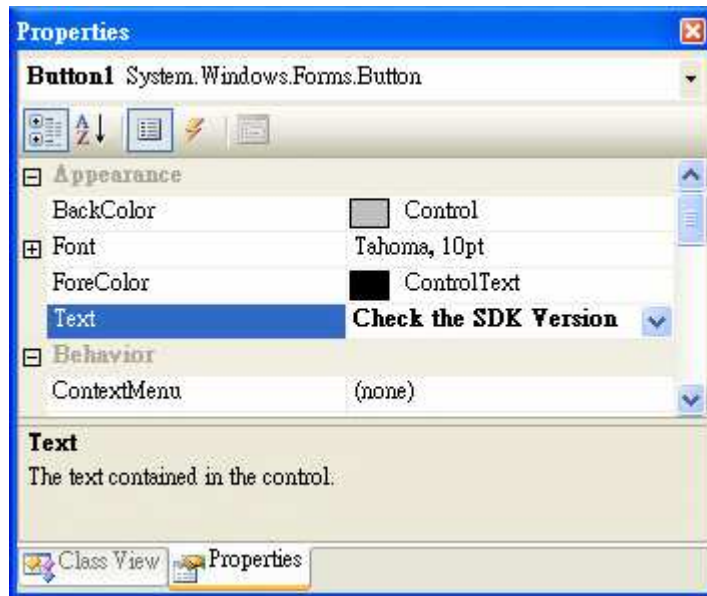 Properties
Button1 System.Windows.Forms.Button
Appearance
BackColor Control
Font Tahoma, 10pt
ForeColor ControlText
Text Check the SDK Version
Behavior
ContextMenu (none)
Text
The text contained in the control.
Class View Properties